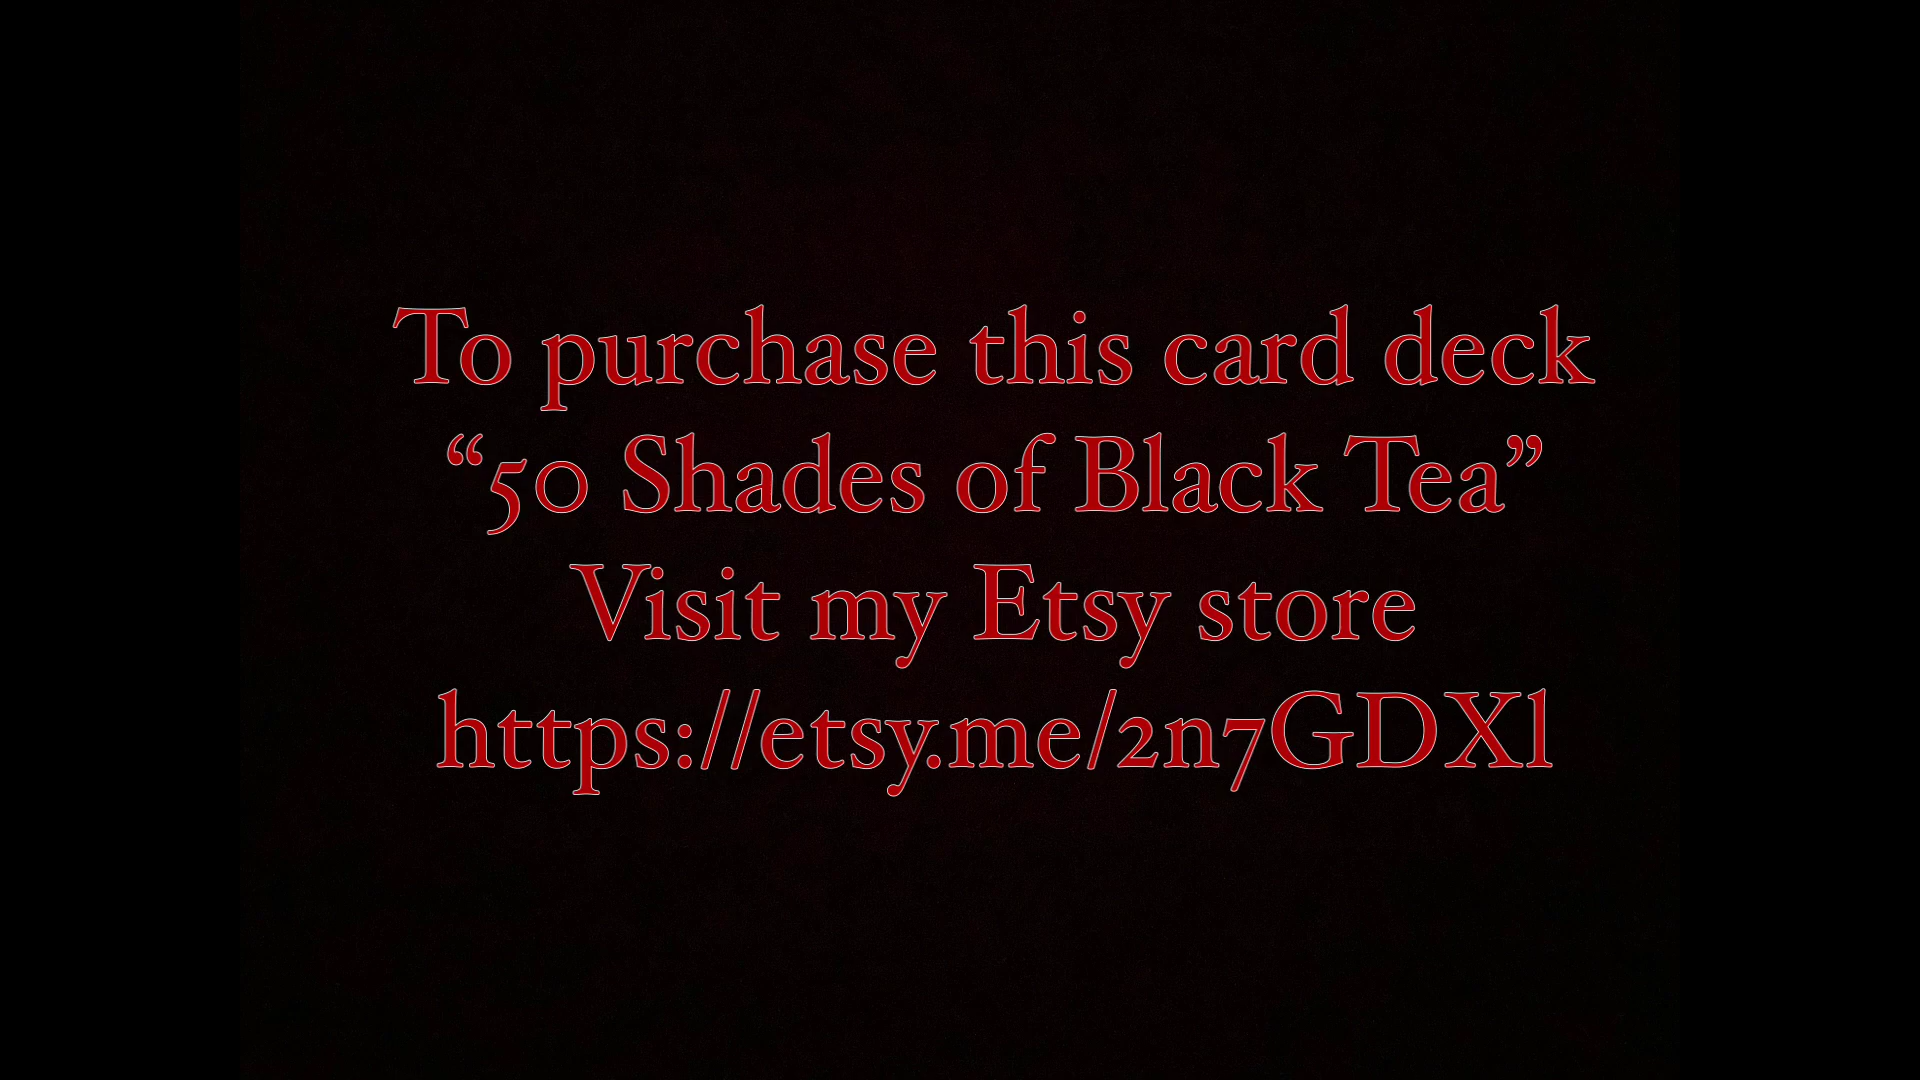 To purchase this card deck
“50 Shades of Black Tea”
Visit my Etsy store
https://etsy.me/2n7GDXl